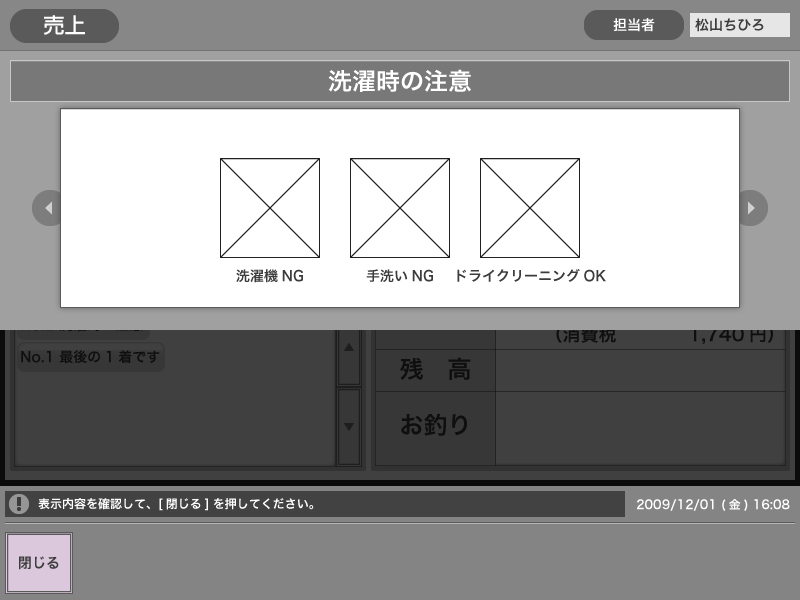 売上
担当者 松山ちひろ
洗濯時の注意
洗濯機 NG 手洗い NG ドライクリーニング OK
No.1 最後の 1 着です
(消費税 1,740 円)
残 高
お釣り
表示内容を確認して、[ 閉じる ] を押してください。
2009/12/01 ( 金 ) 16:08
閉じる